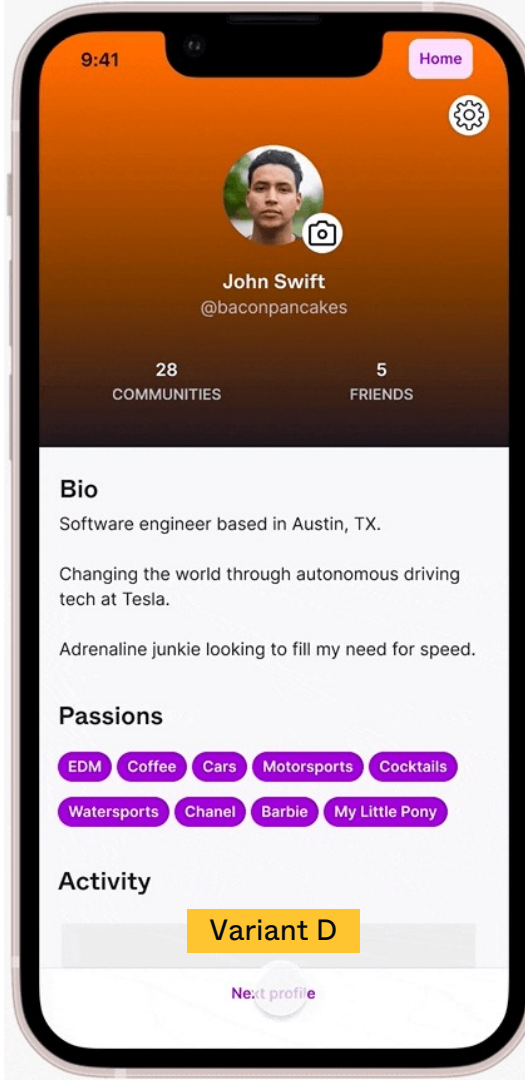 9:41
Home
John Swift
@baconpancakes
28
COMMUNITIES
5
FRIENDS
Bio
Software engineer based in Austin, TX.
Changing the world through autonomous driving
tech at Tesla.
Adrenaline junkie looking to fill my need for speed.
Passions
EDM Coffee Cars Motorsports Cocktails
Watersports Chanel Barbie My Little Pony
Activity
Variant D
Next profile